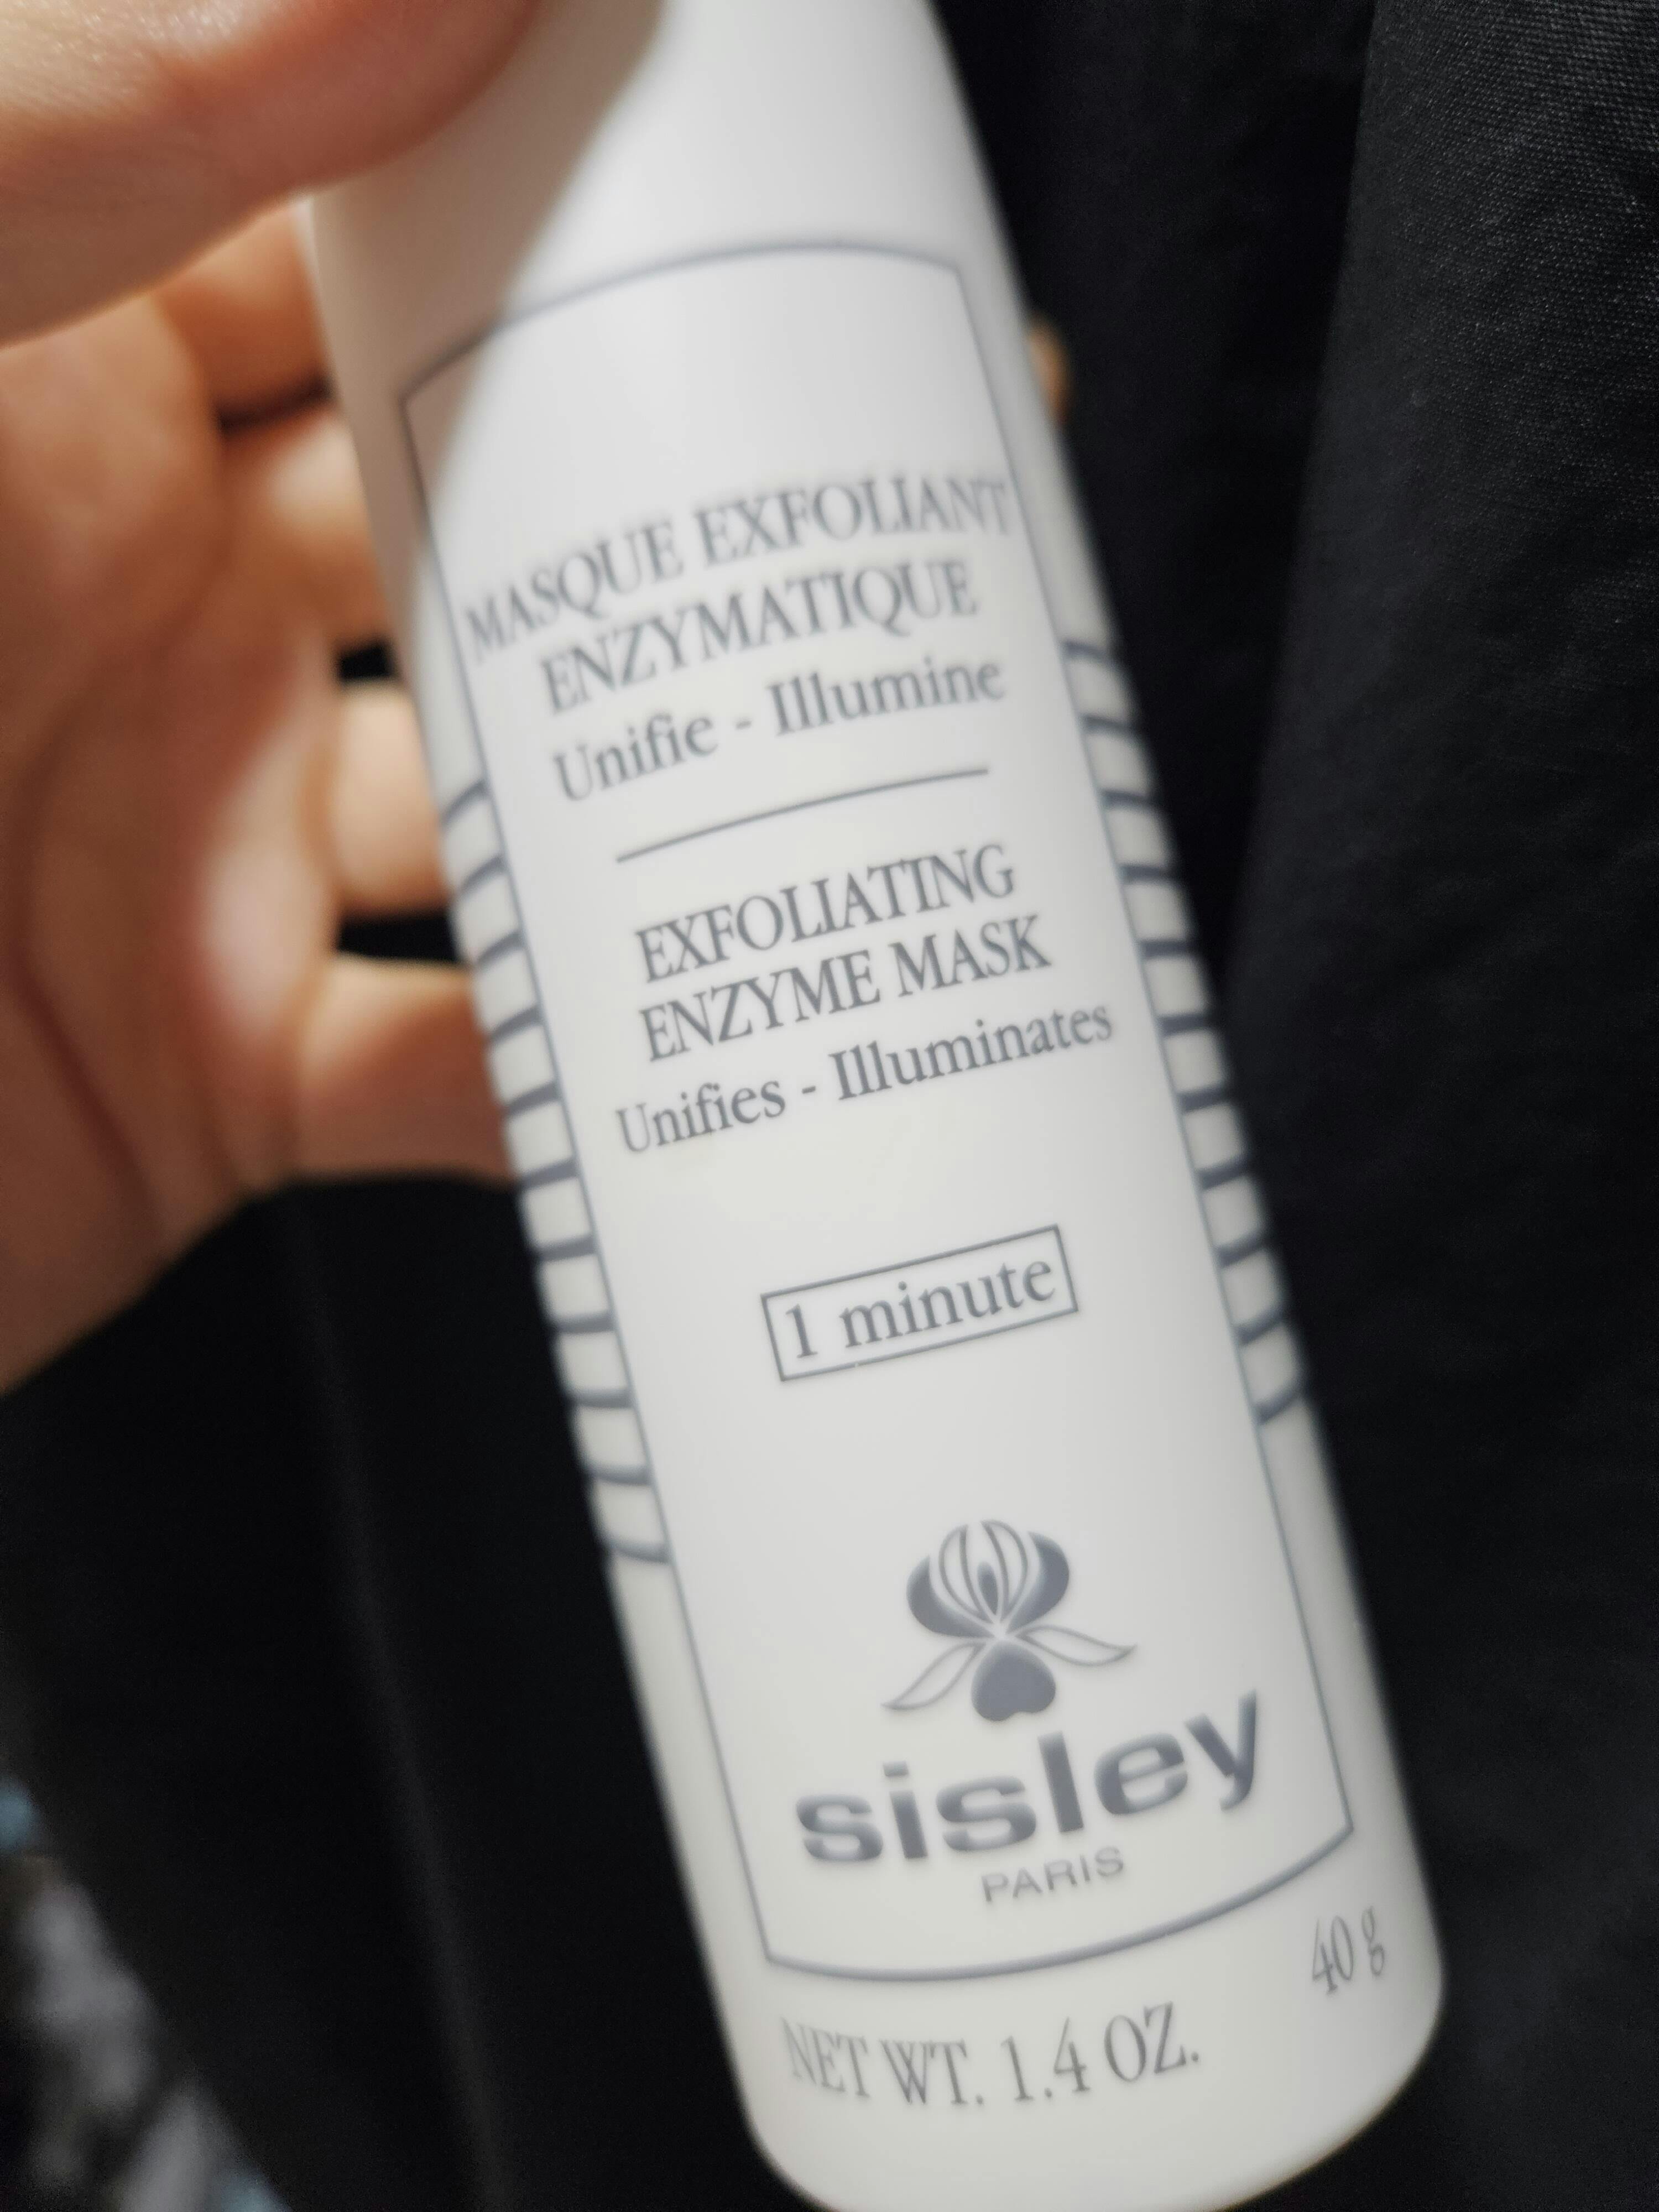 MASQUE EXFOLIANT
ENZYMATIQUE
Unifie - Illumine
EXFOLIATING
ENZYME MASK
Unifies - Illuminates
1 minute
sisley
PARIS
40 g
NET WT. 1.4 OZ.